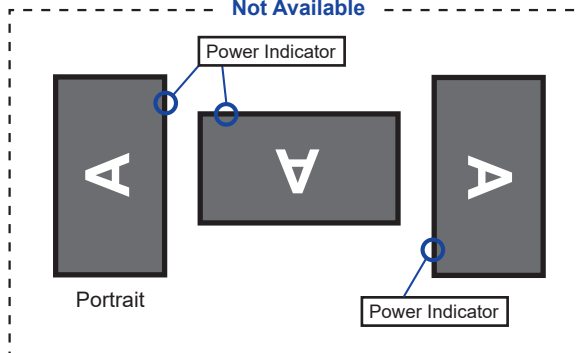 Not Available
Power Indicator
A
A
A
Portrait
Power Indicator